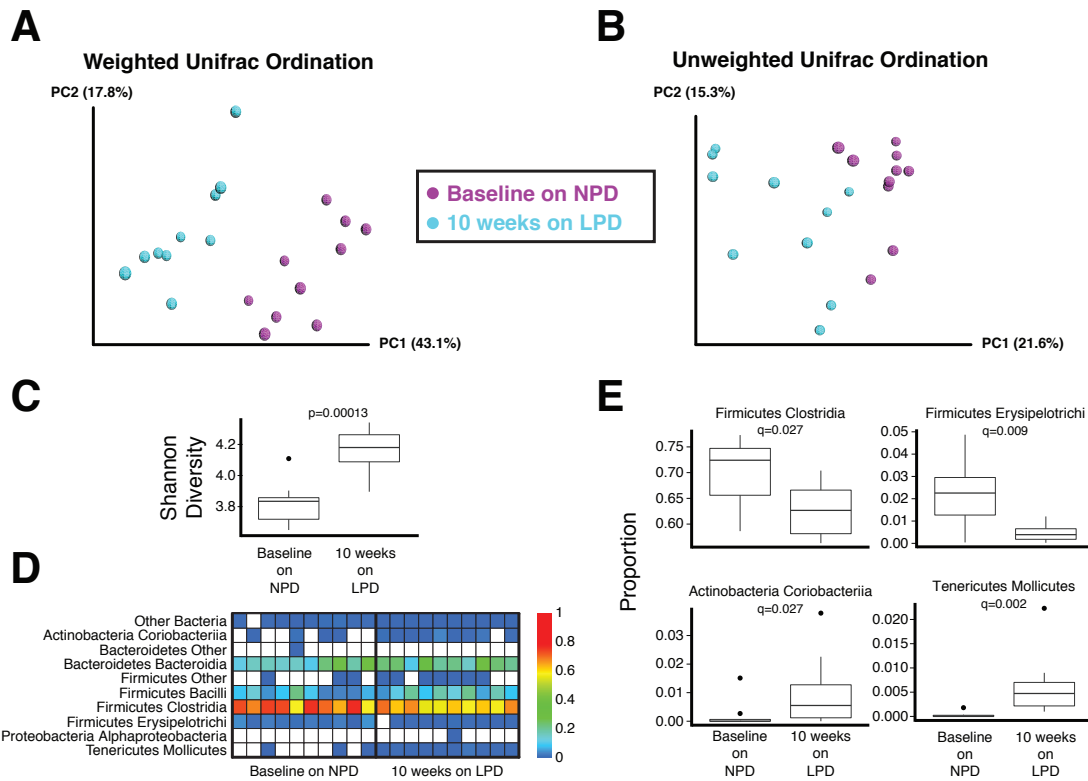 A
Weighted Unifrac Ordination
PC2 (17.8%)
PC1 (43.1%)
B
Unweighted Unifrac Ordination
PC2 (15.3%)
PC1 (21.6%)
Baseline on NPD
10 weeks on LPD
C
p=0.00013
Shannon
Diversity
4.2
4.0
3.8
Baseline
on
NPD
10 weeks
on
LPD
D
Other Bacteria
Actinobacteria Coriobacteriia
Bacteroidetes Other
Bacteroidetes Bacteroidia
Firmicutes Other
Firmicutes Bacilli
Firmicutes Clostridia
Firmicutes Erysipelotrichi
Proteobacteria Alphaproteobacteria
Tenericutes Mollicutes
Baseline on NPD
10 weeks on LPD
1
0.8
0.6
0.4
0.2
0
E
Proportion
Firmicutes Clostridia
q=0.027
0.75
0.70
0.65
0.60
Firmicutes Erysipelotrichi
q=0.009
0.05
0.04
0.03
0.02
0.01
0.00
Actinobacteria Coriobacteriia
q=0.027
0.03
0.02
0.01
0.00
Baseline
on
NPD
10 weeks
on
LPD
Tenericutes Mollicutes
q=0.002
0.020
0.015
0.010
0.005
0.000
Baseline
on
NPD
10 weeks
on
LPD